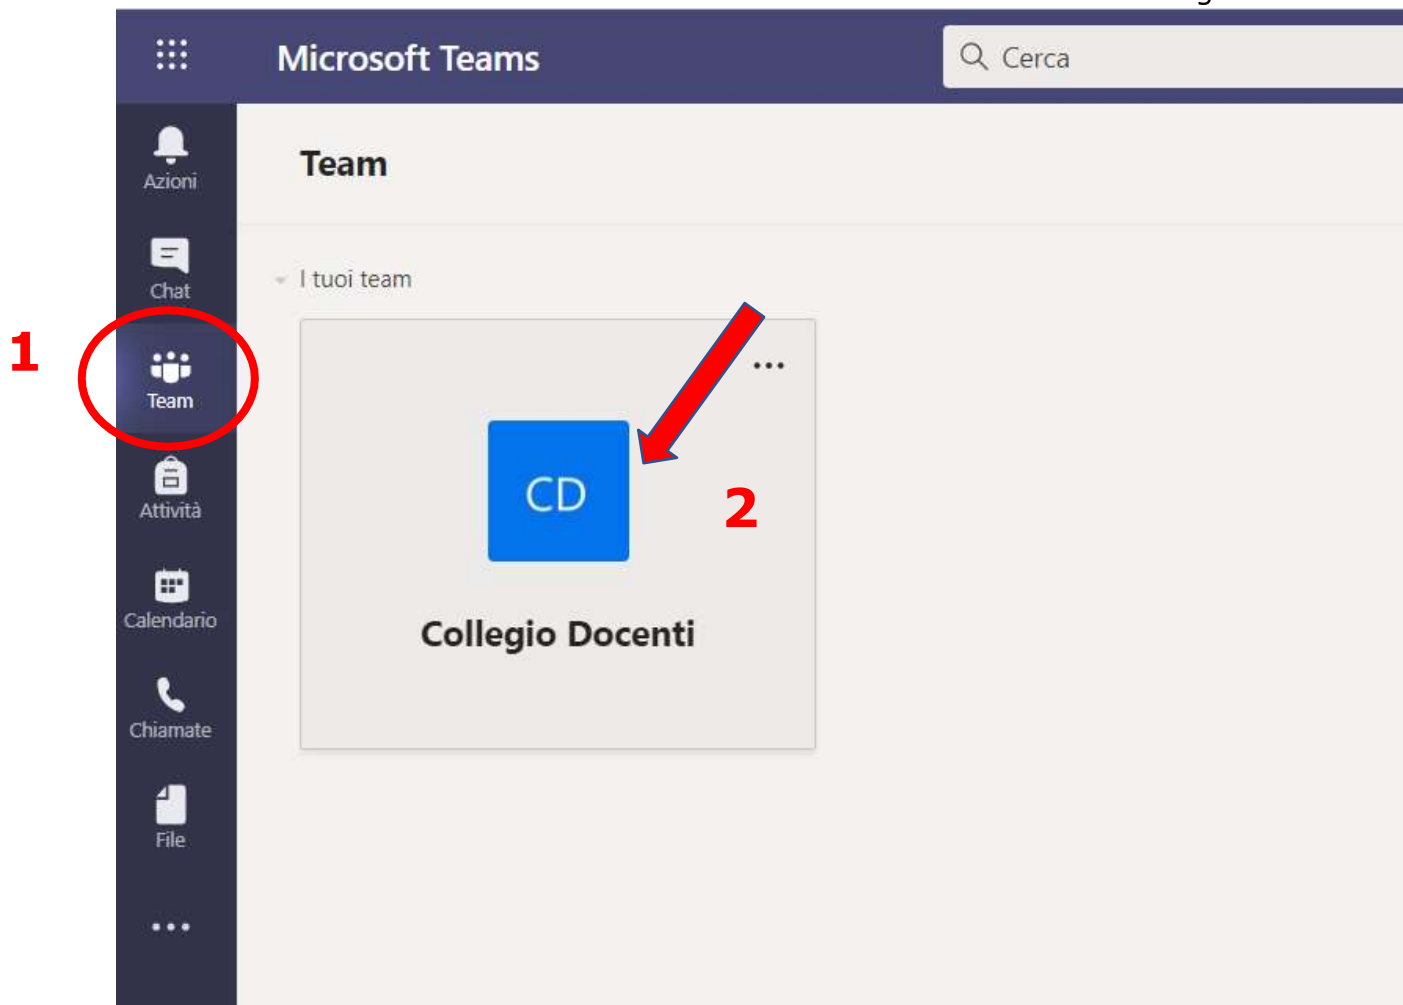 Microsoft Teams
Cerca
Azioni
Team
Chat
I tuoi team
1
Team
CD
2
Attività
Calendario
Collegio Docenti
Chiamate
File